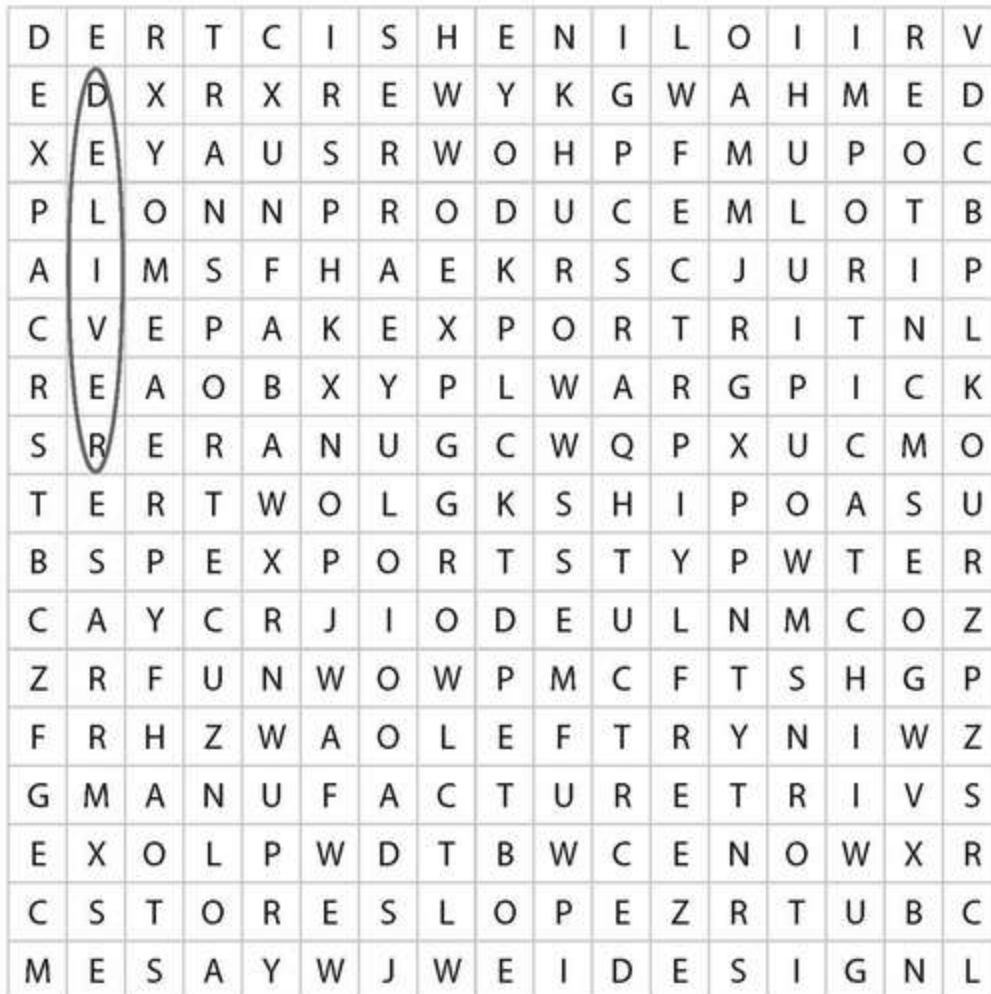 D E R T C I S H E N I L O I I R V
E D X R X R E W Y K G W A H M E D
X E Y A U S R W O H P F M U P O C
P L O N N P R O D U C E M L O T B
A I M S F H A E K R S C J U R I P
C V E P A K E X P O R T R I T N L
R E A O B X Y P L W A R G P I C K
S R E R A N U G C W Q P X U C M O
T E R T W O L G K S H I P O A S U
B S P E X P O R T S T Y P W T E R
C A Y C R J I O D E U L N M C O Z
Z R F U N W O W P M C F T S H G P
F R H Z W A O L E F T R Y N I W Z
G M A N U F A C T U R E T R I V S
E X O L P W D T B W C E N O W X R
C S T O R E S L O P E Z R T U B C
M E S A Y W J W E I D E S I G N L